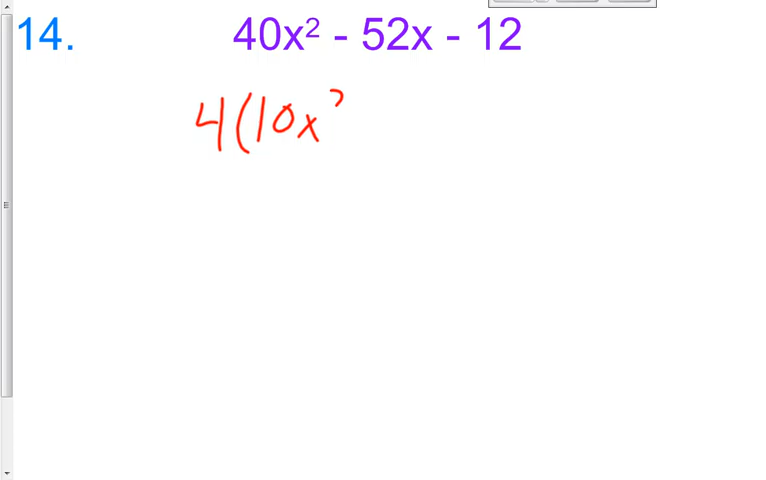 14. 40x² - 52x - 12
4(10x²